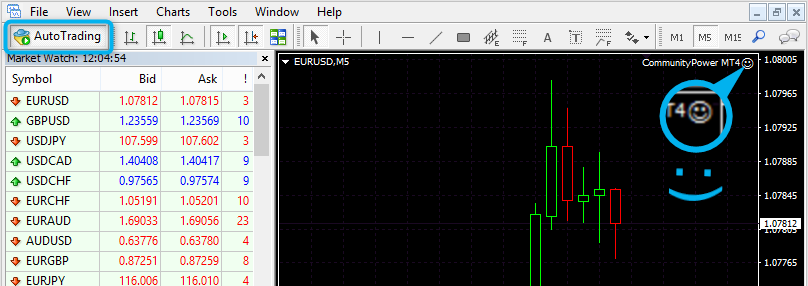 File View Insert Charts Tools Window Help
AutoTrading
A T F E F M1 M5 M15
Market Watch: 12:04:54
Symbol Bid Ask !
EURUSD 1.07812 1.07815 3
GBPUSD 1.23559 1.23569 10
USDJPY 107.599 107.602 3
USDCAD 1.40408 1.40417 9
USDCHF 0.97565 0.97574 9
EURCHF 1.05191 1.05201 10
EURAUD 1.69033 1.69056 23
AUDUSD 0.63776 0.63780 4
EURGBP 0.87251 0.87259 8
EURJPY 116.006 116.010 4
EURUSD,M5
CommunityPower MT4
T4
1.08005
1.07965
1.07925
1.07885
1.07845
1.07812
1.07805
1.07765